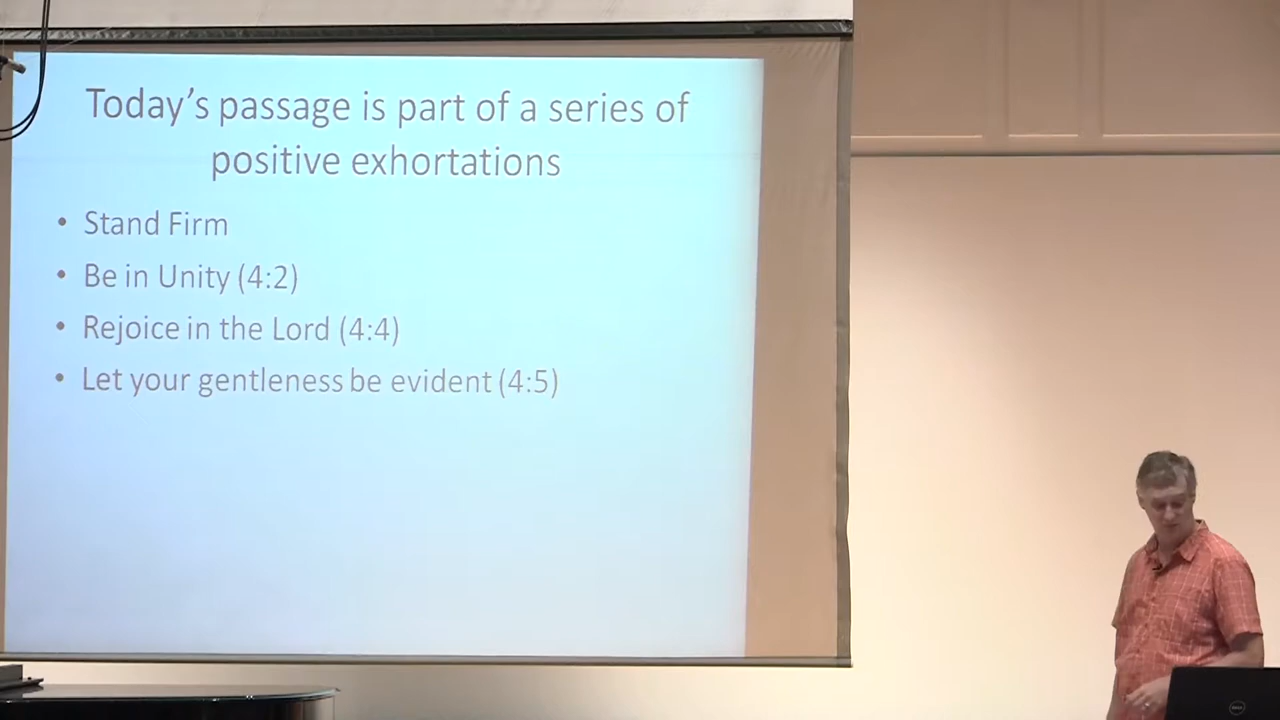 Today's passage is part of a series of
positive exhortations
• Stand Firm
• Be in Unity (4:2)
• Rejoice in the Lord (4:4)
• Let your gentleness be evident (4:5)
DELL